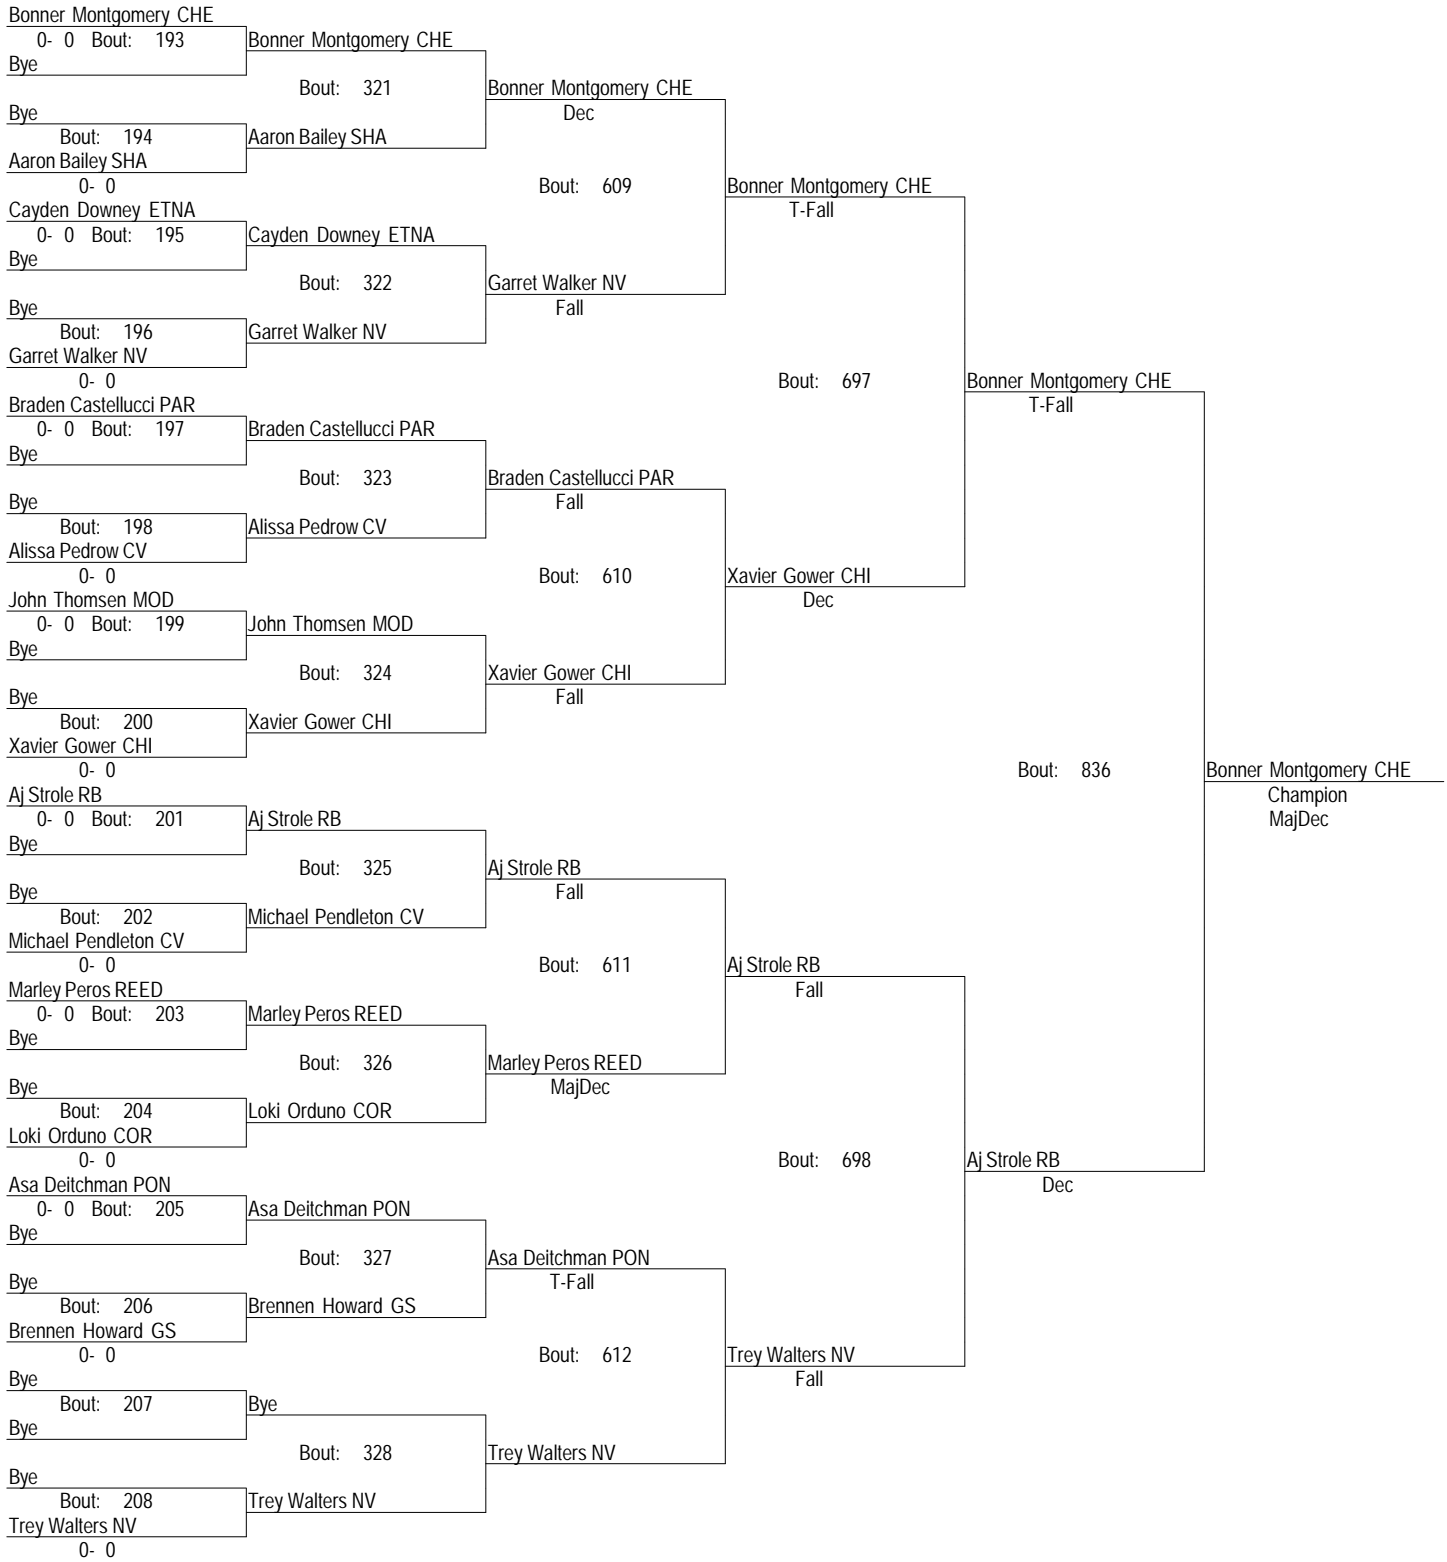 Bonner Montgomery CHE
0- 0 Bout: 193 Bonner Montgomery CHE
Bye
Bout: 321 Bonner Montgomery CHE
Bye Dec
Bout: 194 Aaron Bailey SHA
Aaron Bailey SHA
0- 0 Bout: 609 Bonner Montgomery CHE
Cayden Downey ETNA T-Fall
0- 0 Bout: 195 Cayden Downey ETNA
Bye
Bout: 322 Garret Walker NV
Bye Fall
Bout: 196 Garret Walker NV
Garret Walker NV
0- 0 Bout: 697 Bonner Montgomery CHE
Braden Castellucci PAR T-Fall
0- 0 Bout: 197 Braden Castellucci PAR
Bye
Bout: 323 Braden Castellucci PAR
Bye Fall
Bout: 198 Alissa Pedrow CV
Alissa Pedrow CV
0- 0 Bout: 610 Xavier Gower CHI
John Thomsen MOD Dec
0- 0 Bout: 199 John Thomsen MOD
Bye
Bout: 324 Xavier Gower CHI
Bye Fall
Bout: 200 Xavier Gower CHI
Xavier Gower CHI
0- 0 Bout: 836 Bonner Montgomery CHE
Aj Strole RB Champion
0- 0 Bout: 201 Aj Strole RB MajDec
Bye
Bout: 325 Aj Strole RB
Bye Fall
Bout: 202 Michael Pendleton CV
Michael Pendleton CV
0- 0 Bout: 611 Aj Strole RB
Marley Peros REED Fall
0- 0 Bout: 203 Marley Peros REED
Bye
Bout: 326 Marley Peros REED
Bye MajDec
Bout: 204 Loki Orduno COR
Loki Orduno COR
0- 0 Bout: 698 Aj Strole RB
Asa Deitchman PON Dec
0- 0 Bout: 205 Asa Deitchman PON
Bye
Bout: 327 Asa Deitchman PON
Bye T-Fall
Bout: 206 Brennen Howard GS
Brennen Howard GS
0- 0 Bout: 612 Trey Walters NV
Bye Fall
Bout: 207 Bye
Bye
Bout: 328 Trey Walters NV
Bye
Bout: 208 Trey Walters NV
Trey Walters NV
0- 0